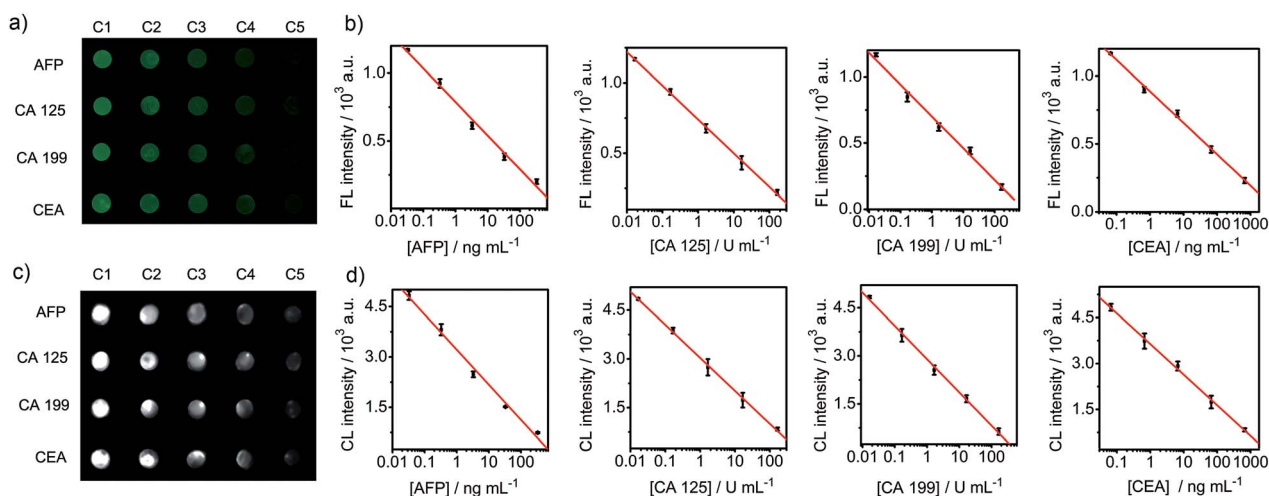 a)
C1 C2 C3 C4 C5
AFP
CA 125
CA 199
CEA
b)
FL intensity / 10³ a.u.
1.0
0.5
0.01 0.1 1 10 100
[AFP] / ng mL⁻¹
FL intensity / 10³ a.u.
1.0
0.5
0.01 0.1 1 10 100
[CA 125] / U mL⁻¹
FL intensity / 10³ a.u.
1.0
0.5
0.0
0.01 0.1 1 10 100
[CA 199] / U mL⁻¹
FL intensity / 10³ a.u.
1.0
0.5
0.0
0.1 1 10 100 1000
[CEA] / ng mL⁻¹
c)
C1 C2 C3 C4 C5
AFP
CA 125
CA 199
CEA
d)
CL intensity / 10³ a.u.
4.5
3.0
1.5
0.01 0.1 1 10 100
[AFP] / ng mL⁻¹
CL intensity / 10³ a.u.
4.5
3.0
1.5
0.01 0.1 1 10 100
[CA 125] / U mL⁻¹
CL intensity / 10³ a.u.
4.5
3.0
1.5
0.01 0.1 1 10 100
[CA 199] / U mL⁻¹
CL intensity / 10³ a.u.
4.5
3.0
1.5
0.1 1 10 100 1000
[CEA] / ng mL⁻¹